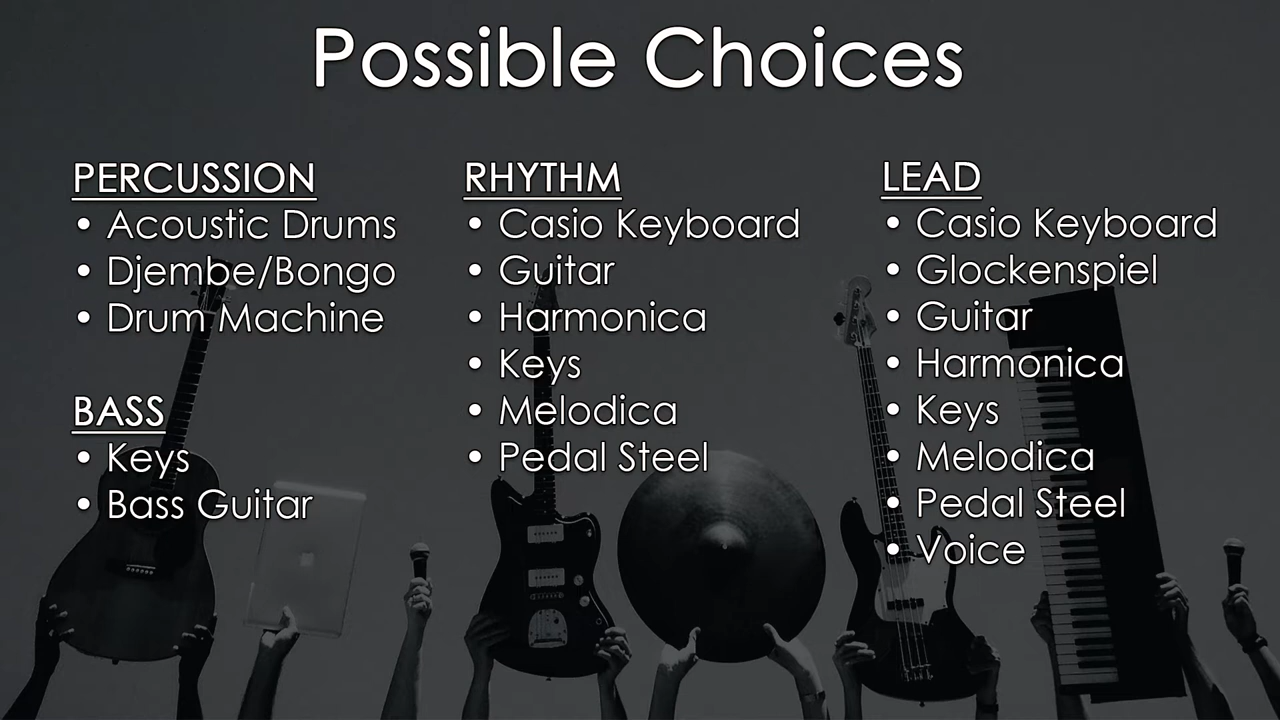 Possible Choices
PERCUSSION
• Acoustic Drums
• Djembe/Bongo
• Drum Machine
BASS
• Keys
• Bass Guitar
RHYTHM
• Casio Keyboard
• Guitar
• Harmonica
• Keys
• Melodica
• Pedal Steel
LEAD
• Casio Keyboard
• Glockenspiel
• Guitar
• Harmonica
• Keys
• Melodica
• Pedal Steel
• Voice